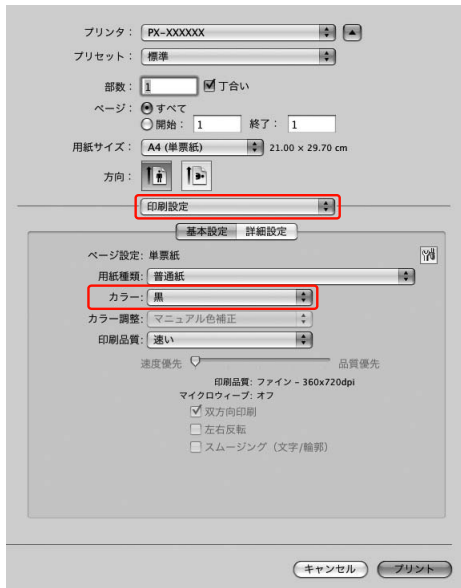 プリンタ： PX-XXXXXX
プリセット： 標準
部数： 1 丁合い
ページ： すべて
開始： 1 終了： 1
用紙サイズ： A4 (単票紙) 21.00 × 29.70 cm
方向：
印刷設定
基本設定 詳細設定
ページ設定: 単票紙
用紙種類: 普通紙
カラー: 黒
カラー調整: マニュアル色補正
印刷品質: 速い
速度優先 品質優先
印刷品質: ファイン – 360x720dpi
マイクロウィーブ: オフ
双方向印刷
左右反転
スムージング（文字/輪郭）
キャンセル プリント